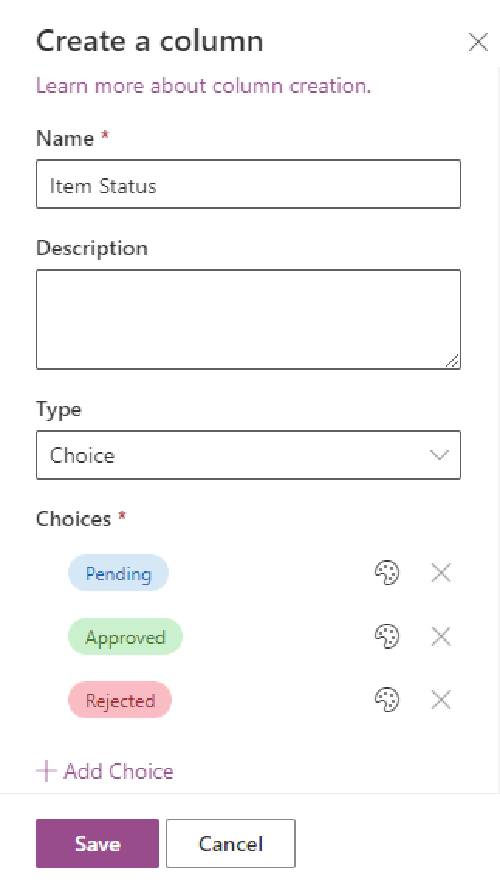 Create a column
Learn more about column creation.
Name *
Item Status
Description
Type
Choice
Choices *
Pending
Approved
Rejected
+ Add Choice
Save Cancel